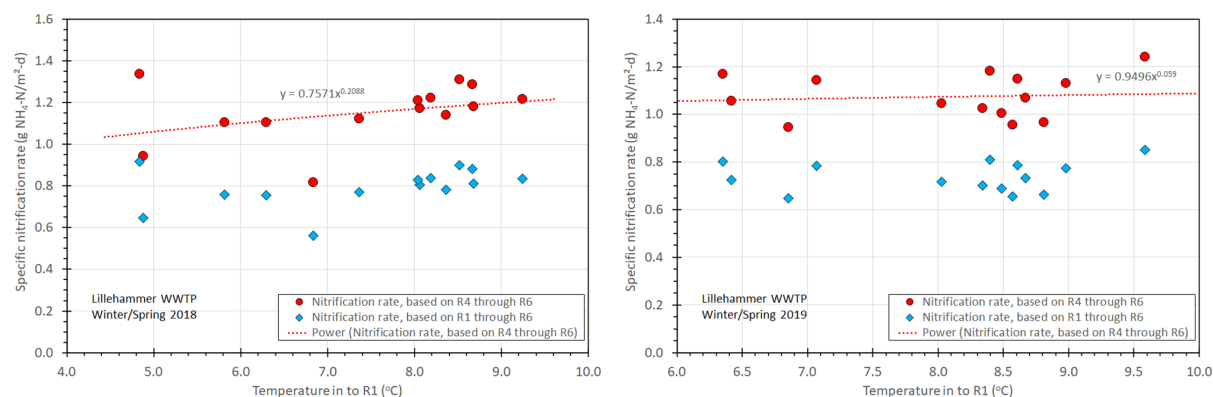 Specific nitrification rate (g NH₄-N/m²-d)
1.6
1.4
1.2
1.0
0.8
0.6
0.4
0.2
0.0
y = 0.7571x^0.2088
Lillehammer WWTP
Winter/Spring 2018
Nitrification rate, based on R4 through R6
Nitrification rate, based on R1 through R6
Power (Nitrification rate, based on R4 through R6)
4.0 5.0 6.0 7.0 8.0 9.0 10.0
Temperature in to R1 (°C)
Specific nitrification rate (g NH₄-N/m²-d)
1.4
1.2
1.0
0.8
0.6
0.4
0.2
0.0
y = 0.9496x^0.059
Lillehammer WWTP
Winter/Spring 2019
Nitrification rate, based on R4 through R6
Nitrification rate, based on R1 through R6
Power (Nitrification rate, based on R4 through R6)
6.0 6.5 7.0 7.5 8.0 8.5 9.0 9.5 10.0
Temperature in to R1 (°C)